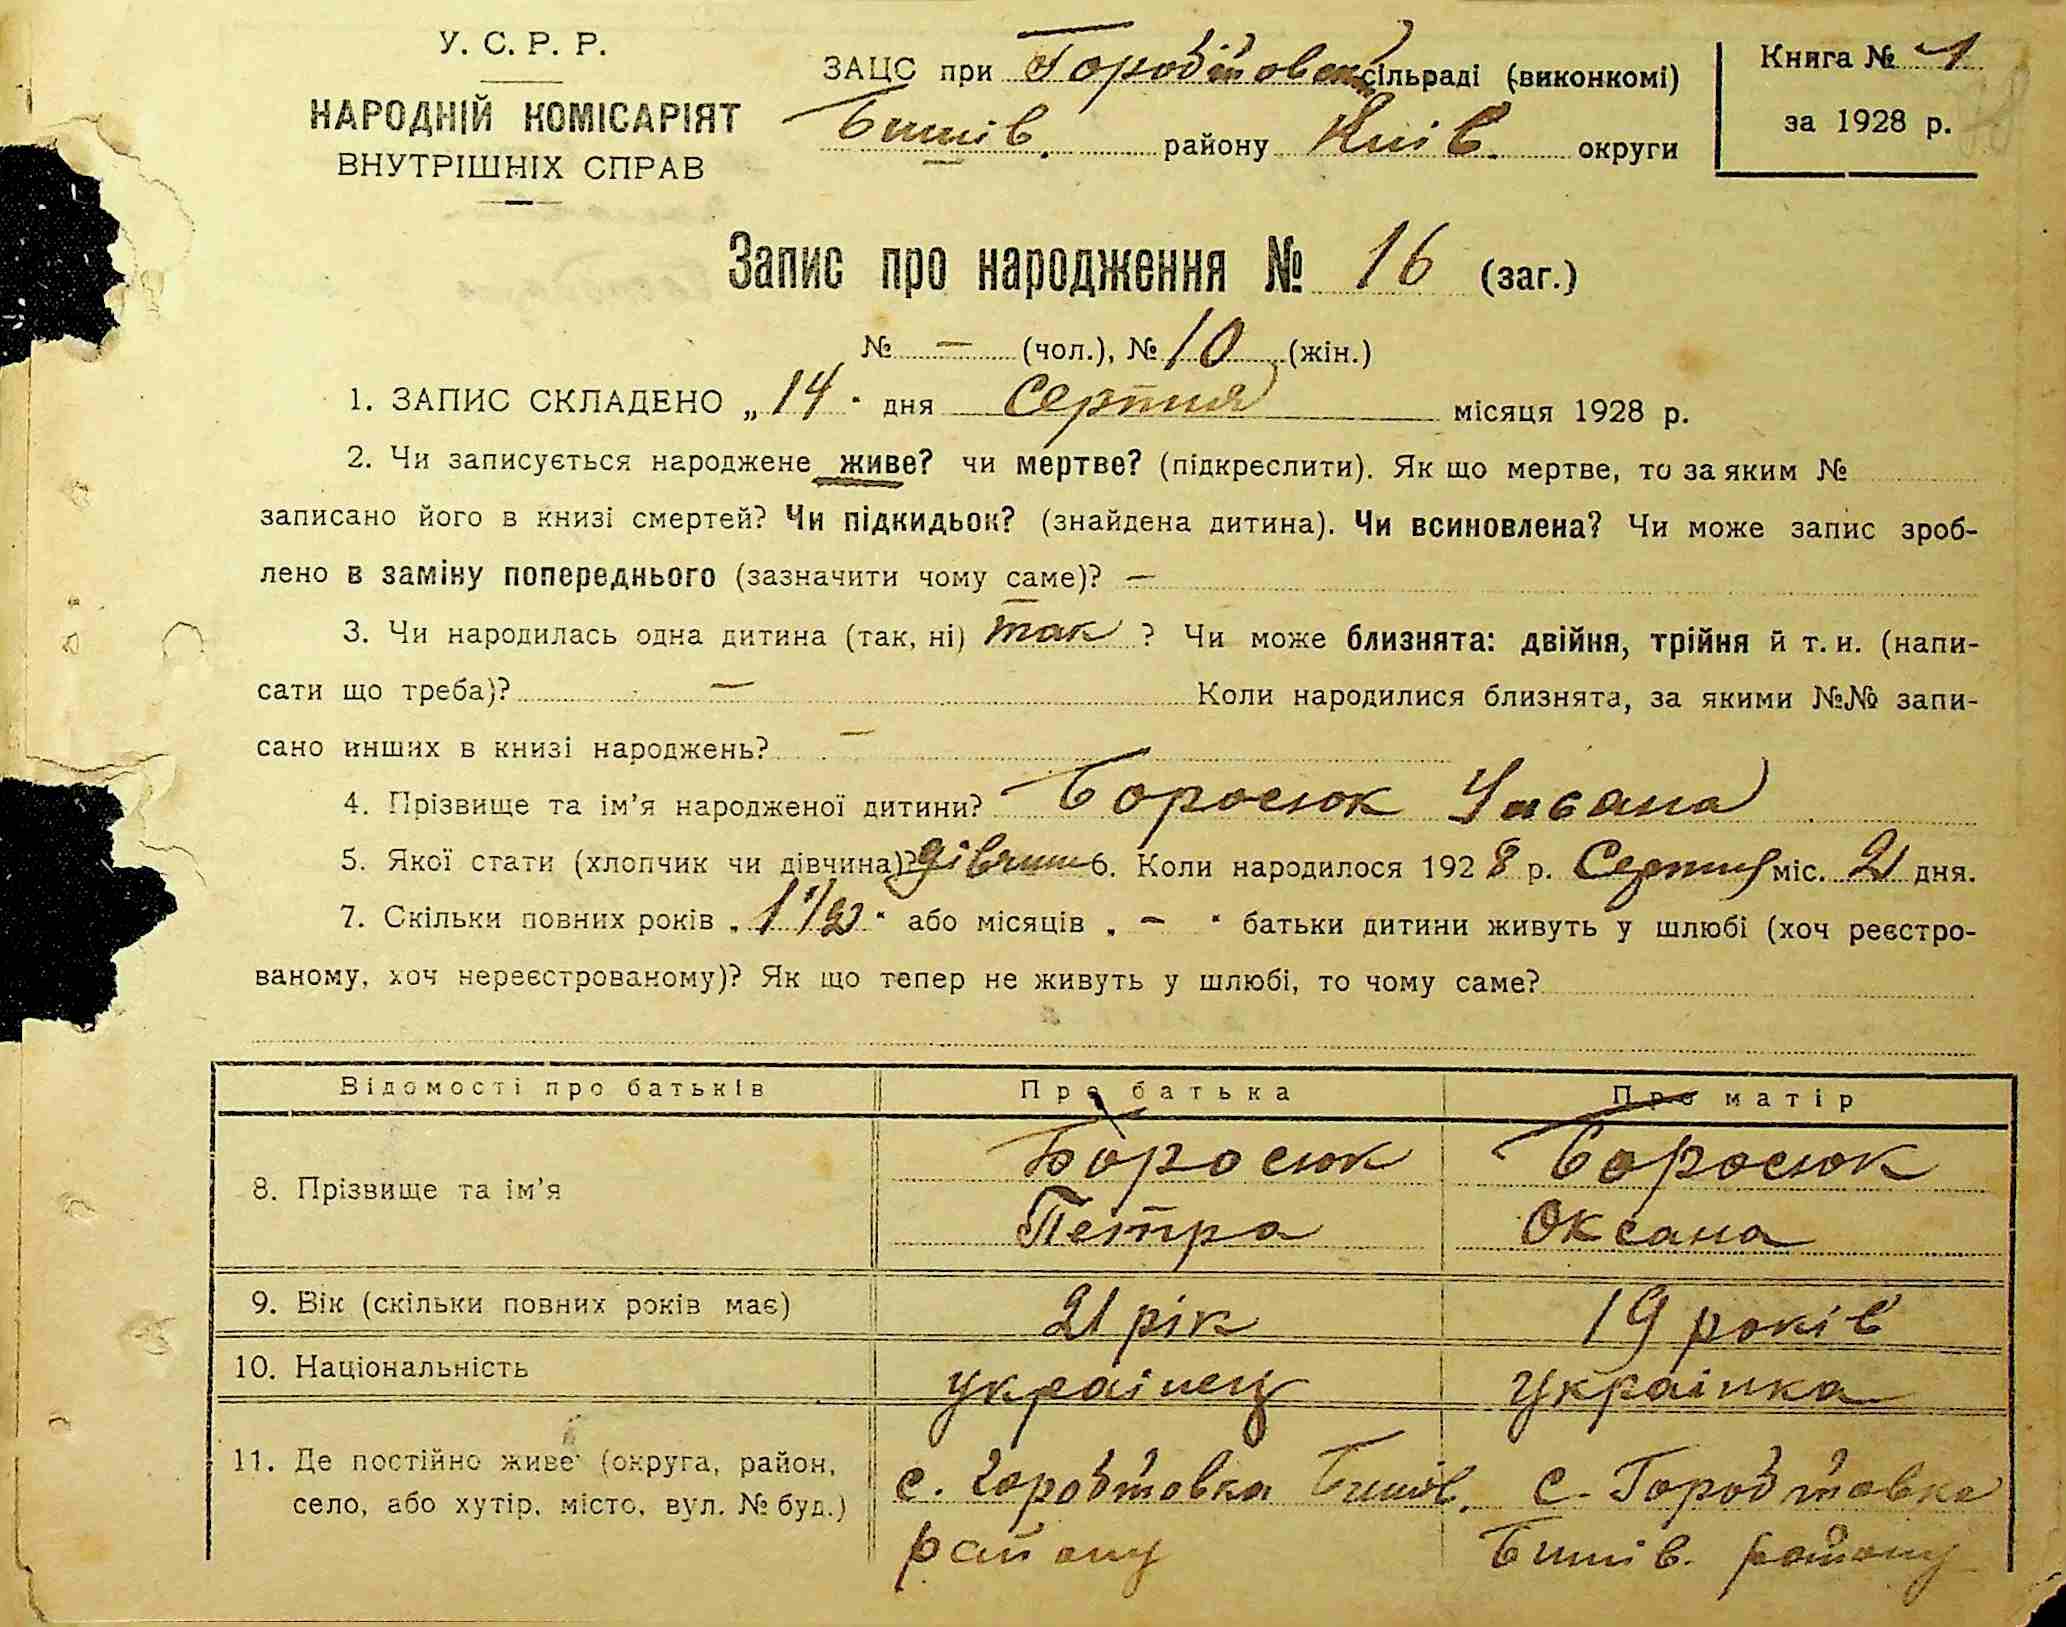 У. С. Р. Р.
НАРОДНІЙ КОМІСАРІЯТ
ВНУТРІШНІХ СПРАВ
ЗАЦС при сільраді (виконкомі)
Бишів. району Київ. округи
Книга № 1
за 1928 р.
Запис про народження № 16 (заг.)
№ — (чол.), № 10 (жін.)
1. ЗАПИС СКЛАДЕНО „ 14 " дня Серпня місяця 1928 р.
2. Чи записується народжене живе? чи мертве? (підкреслити). Як що мертве, то за яким №
записано його в книзі смертей? Чи підкидьок? (знайдена дитина). Чи всиновлена? Чи може запис зроб-
лено в заміну попереднього (зазначити чому саме)? —
3. Чи народилась одна дитина (так, ні) так ? Чи може близнята: двійня, трійня й т. и. (напи-
сати що треба)? — Коли народилися близнята, за якими №№ запи-
сано инших в книзі народжень? —
4. Прізвище та ім'я народженої дитини? Боросюк
5. Якої стати (хлопчик чи дівчина)? 6. Коли народилося 1928 р. Серпня міс. 21 дня.
7. Скільки повних років „ 1 1/2 " або місяців „ — " батьки дитини живуть у шлюбі (хоч реєстро-
ваному, хоч нереєстрованому)? Як що тепер не живуть у шлюбі, то чому саме?
Відомості про батьків Про батька Про матір
8. Прізвище та ім'я Боросюк Боросюк
Петра Оксана
9. Вік (скільки повних років має) 21 рік 19 років
10. Національність украінец Украінка
11. Де постійно живе (округа, район, с. Бишів. с.
село, або хутір, місто, вул. № буд.) району Бишів. району